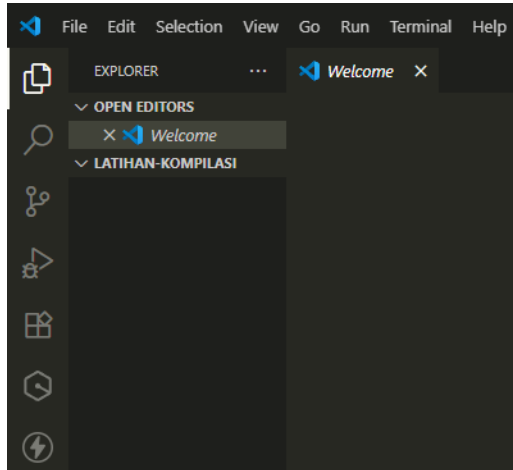 File Edit Selection View Go Run Terminal Help
EXPLORER ...
Welcome
OPEN EDITORS
Welcome
LATIHAN-KOMPILASI